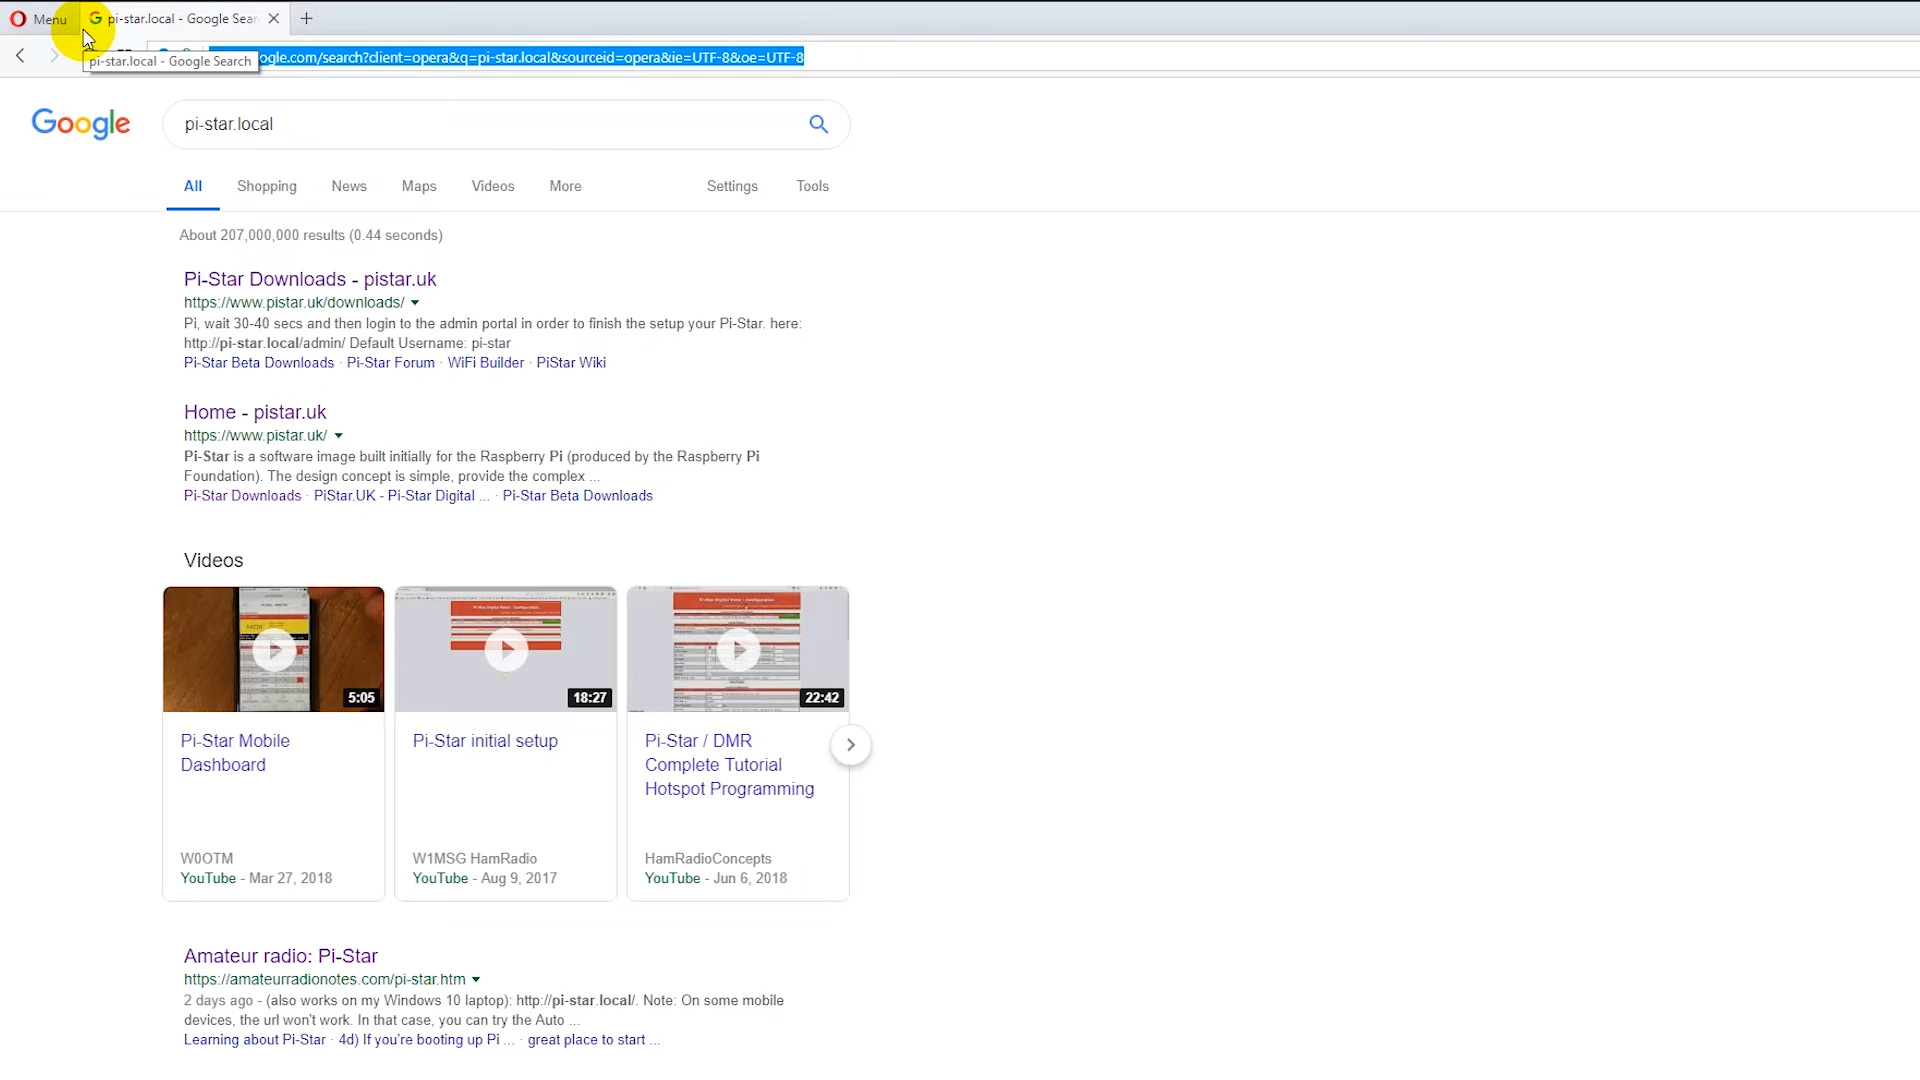 Menu
pi-star.local - Google Sear
pi-star.local - Google Search
ogle.com/search?client=opera&q=pi-star.local&sourceid=opera&ie=UTF-8&oe=UTF-8
Google
pi-star.local
All
Shopping
News
Maps
Videos
More
Settings
Tools
About 207,000,000 results (0.44 seconds)
Pi-Star Downloads - pistar.uk
https://www.pistar.uk/downloads/
Pi, wait 30-40 secs and then login to the admin portal in order to finish the setup your Pi-Star. here:
http://pi-star.local/admin/ Default Username: pi-star
Pi-Star Beta Downloads · Pi-Star Forum · WiFi Builder · PiStar Wiki
Home - pistar.uk
https://www.pistar.uk/
Pi-Star is a software image built initially for the Raspberry Pi (produced by the Raspberry Pi
Foundation). The design concept is simple, provide the complex ...
Pi-Star Downloads · PiStar.UK - Pi-Star Digital ... · Pi-Star Beta Downloads
Videos
5:05
18:27
22:42
Pi-Star Mobile
Dashboard
W0OTM
YouTube - Mar 27, 2018
Pi-Star initial setup
W1MSG HamRadio
YouTube - Aug 9, 2017
Pi-Star / DMR
Complete Tutorial
Hotspot Programming
HamRadioConcepts
YouTube - Jun 6, 2018
Amateur radio: Pi-Star
https://amateurradionotes.com/pi-star.htm
2 days ago - (also works on my Windows 10 laptop): http://pi-star.local/. Note: On some mobile
devices, the url won't work. In that case, you can try the Auto ...
Learning about Pi-Star · 4d) If you're booting up Pi ... · great place to start ...